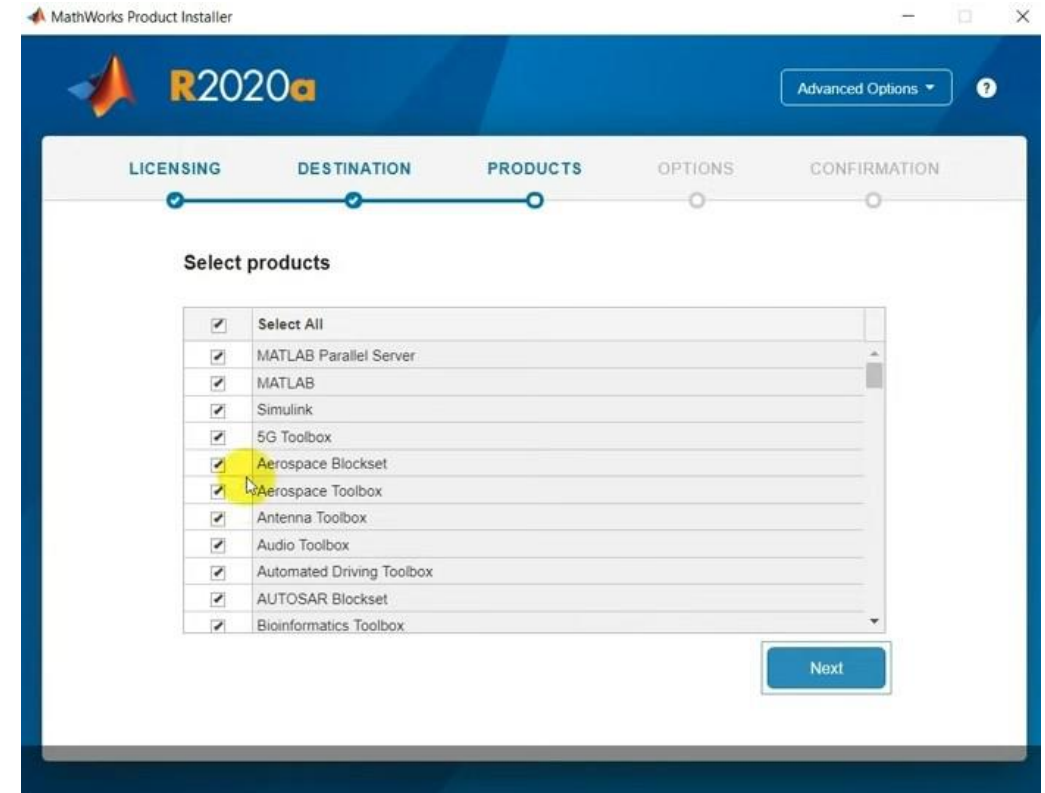 MathWorks Product Installer
R2020a
Advanced Options
?
LICENSING DESTINATION PRODUCTS OPTIONS CONFIRMATION
Select products
Select All
MATLAB Parallel Server
MATLAB
Simulink
5G Toolbox
Aerospace Blockset
Aerospace Toolbox
Antenna Toolbox
Audio Toolbox
Automated Driving Toolbox
AUTOSAR Blockset
Bioinformatics Toolbox
Next